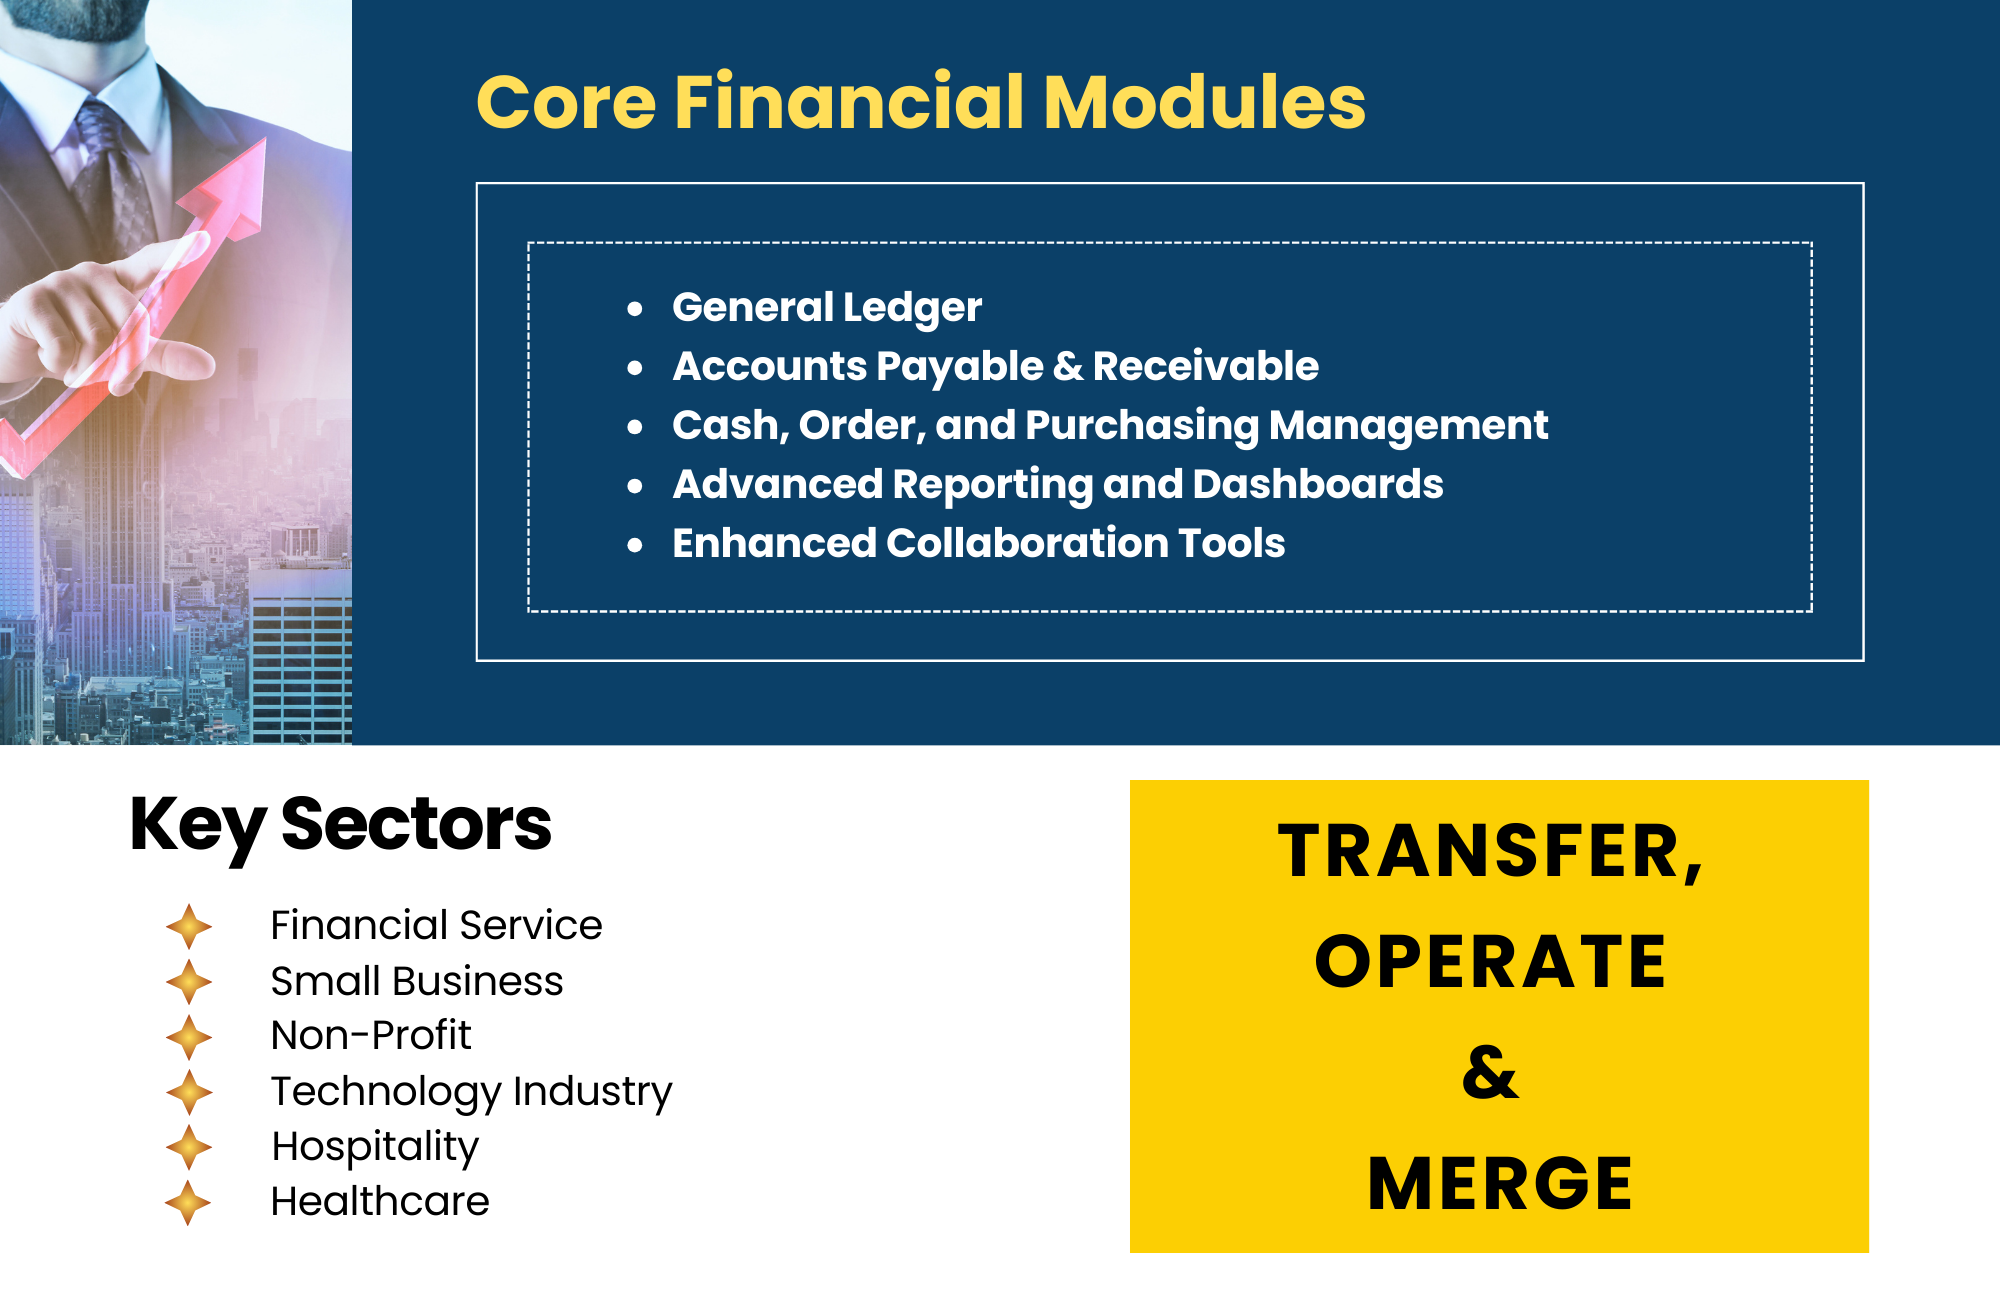 Core Financial Modules
General Ledger
Accounts Payable & Receivable
Cash, Order, and Purchasing Management
Advanced Reporting and Dashboards
Enhanced Collaboration Tools
Key Sectors
Financial Service
Small Business
Non-Profit
Technology Industry
Hospitality
Healthcare
TRANSFER,
OPERATE
&
MERGE